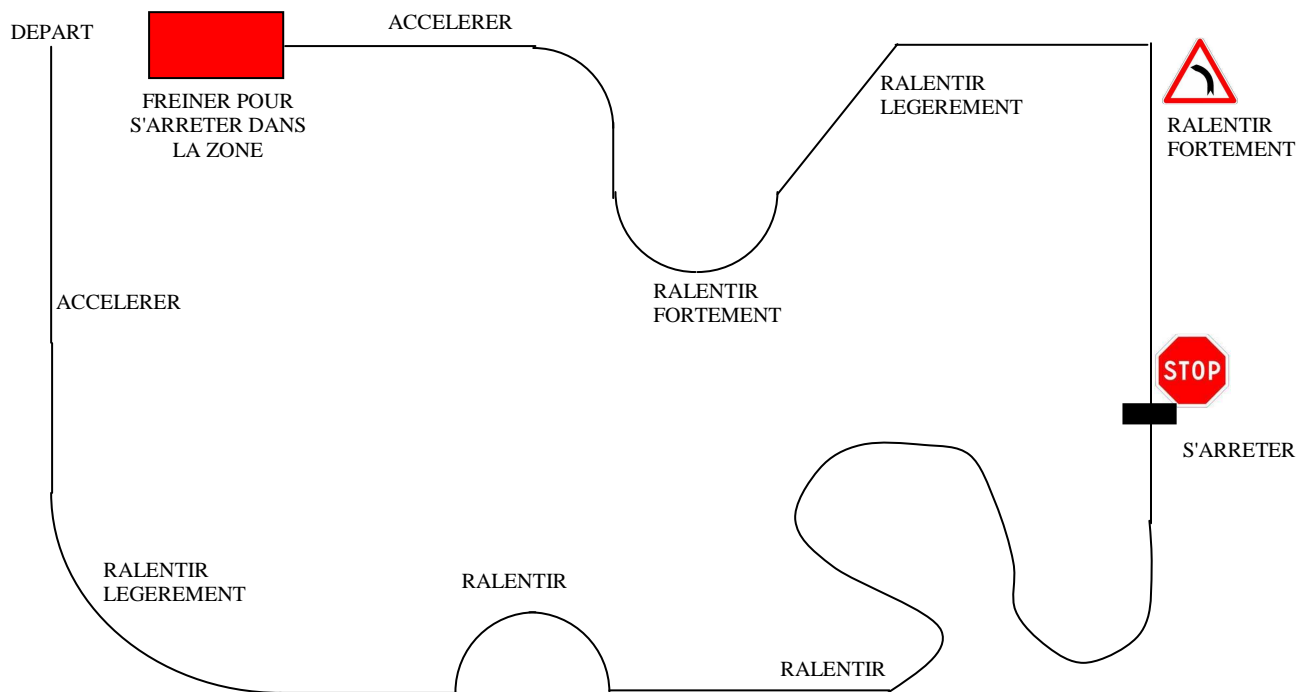 DEPART
ACCELERER
FREINER POUR
S'ARRETER DANS
LA ZONE
RALENTIR
LEGEREMENT
RALENTIR
FORTEMENT
ACCELERER
RALENTIR
FORTEMENT
STOP
S'ARRETER
RALENTIR
LEGEREMENT
RALENTIR
RALENTIR